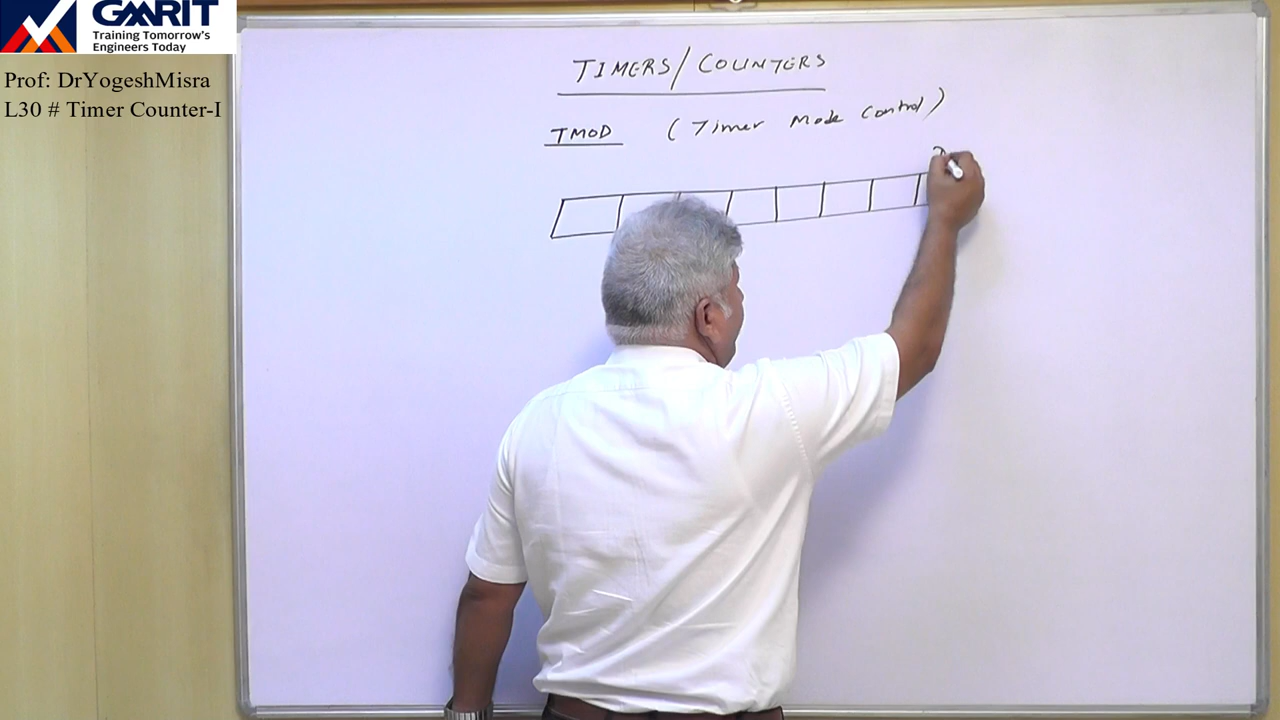 GMRIT
Training Tomorrow's
Engineers Today
Prof: DrYogeshMisra
L30 # Timer Counter-I
TIMERS/COUNTERS
TMOD (Timer Mode Control)